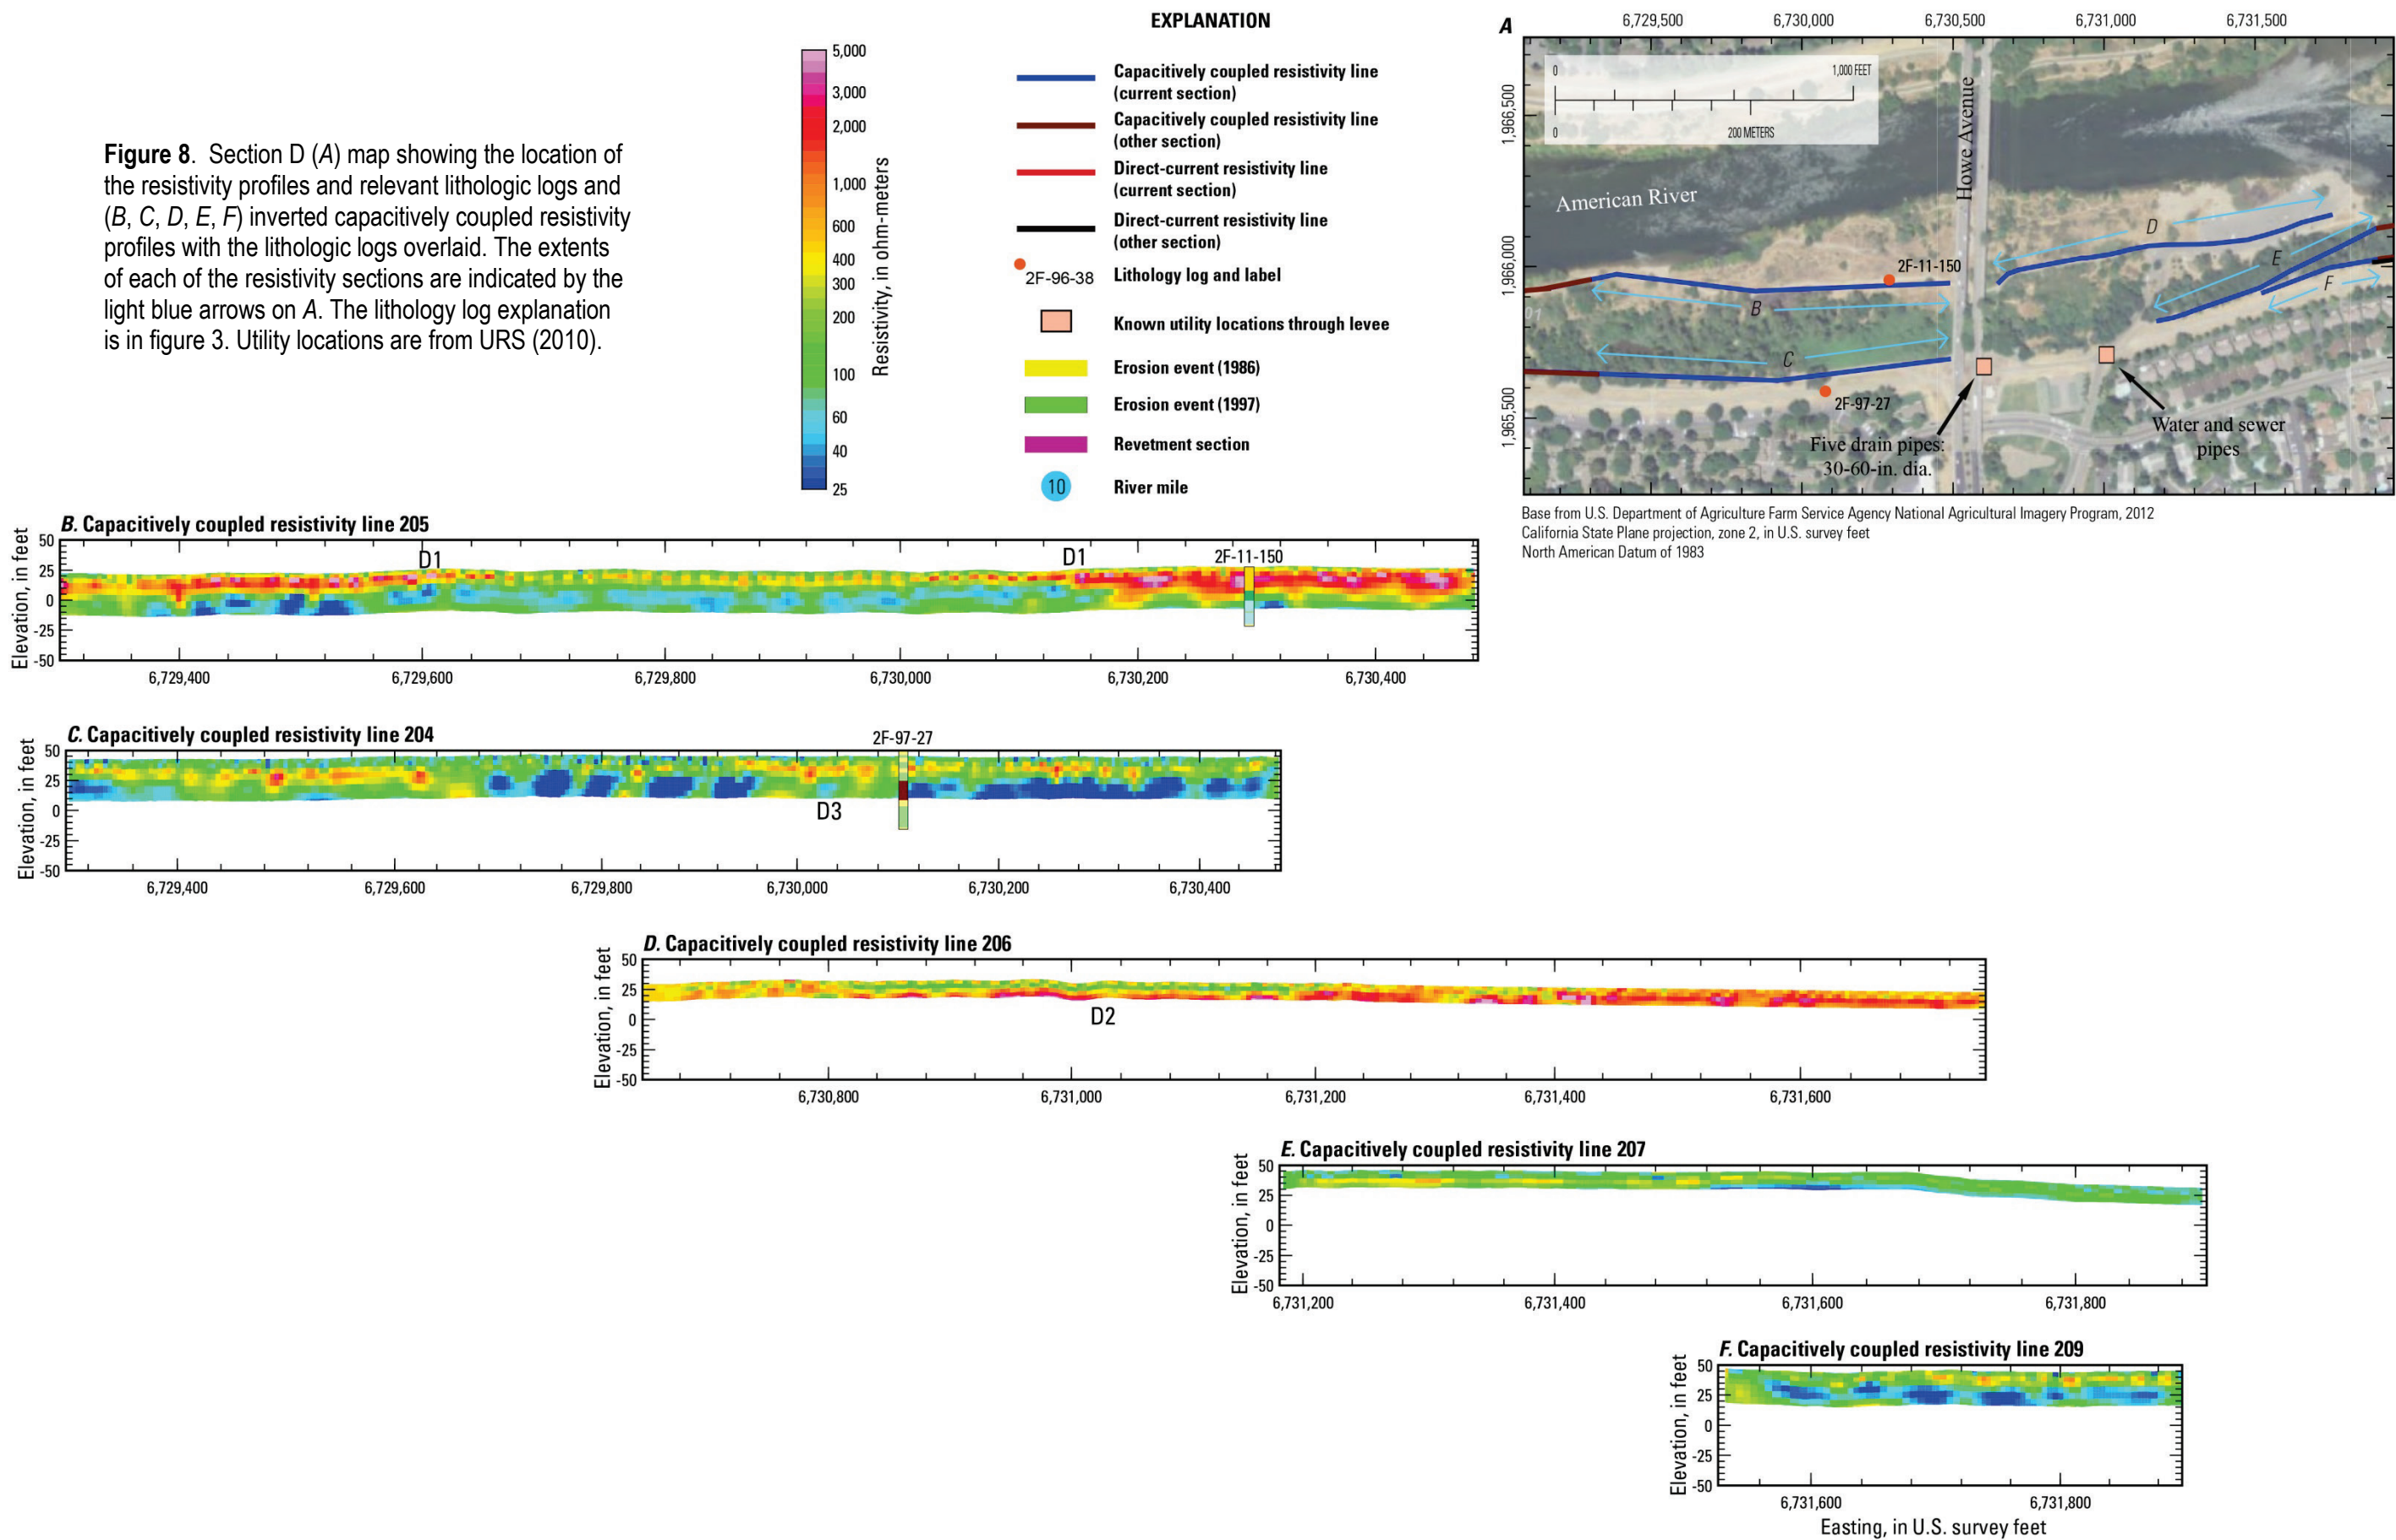 Figure 8. Section D (A) map showing the location of
the resistivity profiles and relevant lithologic logs and
(B, C, D, E, F) inverted capacitively coupled resistivity
profiles with the lithologic logs overlaid. The extents
of each of the resistivity sections are indicated by the
light blue arrows on A. The lithology log explanation
is in figure 3. Utility locations are from URS (2010).
5,000
3,000
2,000
1,000
600
400
300
200
100
60
40
25
Resistivity, in ohm-meters
EXPLANATION
Capacitively coupled resistivity line
(current section)
Capacitively coupled resistivity line
(other section)
Direct-current resistivity line
(current section)
Direct-current resistivity line
(other section)
2F-96-38
Lithology log and label
Known utility locations through levee
Erosion event (1986)
Erosion event (1997)
Revetment section
10
River mile
A
6,729,500 6,730,000 6,730,500 6,731,000 6,731,500
1,966,500
1,966,000
1,965,500
0 1,000 FEET
0 200 METERS
American River
Howe Avenue
01
B
C
D
E
F
2F-11-150
2F-97-27
Five drain pipes:
30-60-in. dia.
Water and sewer
pipes
Base from U.S. Department of Agriculture Farm Service Agency National Agricultural Imagery Program, 2012
California State Plane projection, zone 2, in U.S. survey feet
North American Datum of 1983
B. Capacitively coupled resistivity line 205
Elevation, in feet
50
25
0
-25
-50
D1
D1
2F-11-150
6,729,400 6,729,600 6,729,800 6,730,000 6,730,200 6,730,400
C. Capacitively coupled resistivity line 204
2F-97-27
Elevation, in feet
50
25
0
-25
-50
D3
6,729,400 6,729,600 6,729,800 6,730,000 6,730,200 6,730,400
D. Capacitively coupled resistivity line 206
Elevation, in feet
50
25
0
-25
-50
D2
6,730,800 6,731,000 6,731,200 6,731,400 6,731,600
E. Capacitively coupled resistivity line 207
Elevation, in feet
50
25
0
-25
-50
6,731,200 6,731,400 6,731,600 6,731,800
F. Capacitively coupled resistivity line 209
Elevation, in feet
50
25
0
-25
-50
6,731,600 6,731,800
Easting, in U.S. survey feet